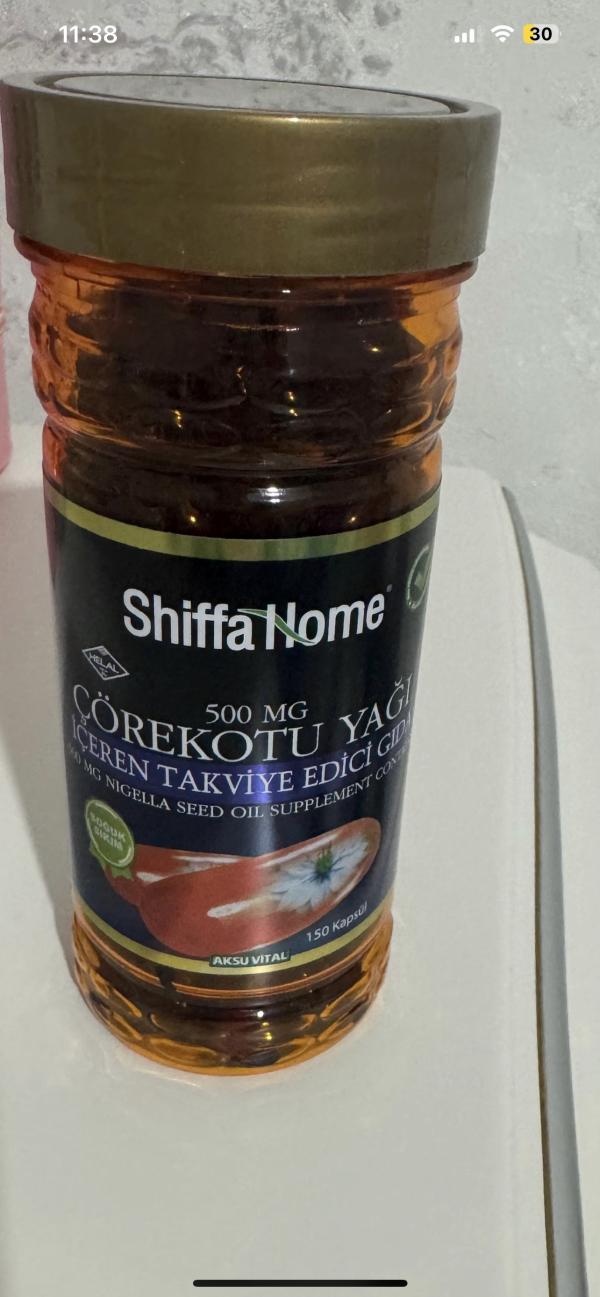 11:38
30
Shiffa Home
HELAL
500 MG
ÇÖREKOTU YAĞI
İÇEREN TAKVİYE EDİCİ GIDA
MG NIGELLA SEED OIL SUPPLEMENT
SOĞUK
SIKIM
150 Kapsül
AKSU VİTAL